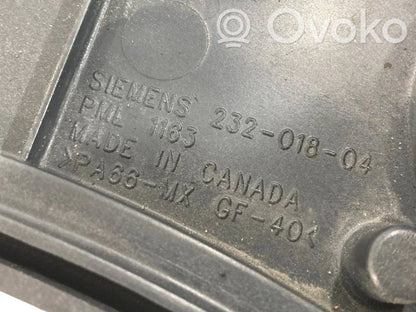 Ovoko
SIEMENS 232-018-04
PML 1163
MADE IN CANADA
>PA66-MX GF-40<